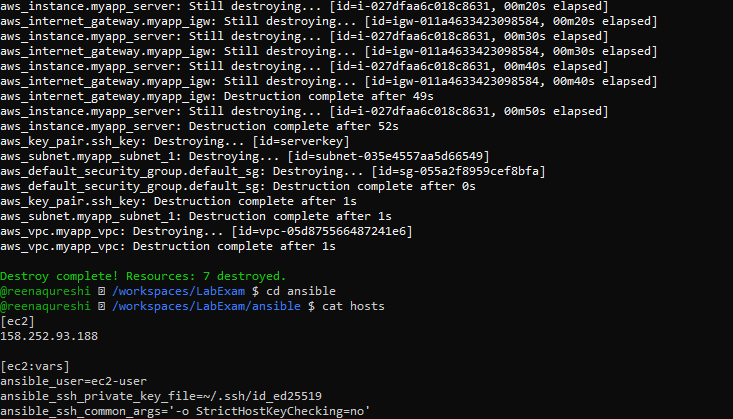 aws_instance.myapp_server: Still destroying... [id=i-027dfaa6c018c8631, 00m20s elapsed]
aws_internet_gateway.myapp_igw: Still destroying... [id=igw-011a4633423098584, 00m20s elapsed]
aws_instance.myapp_server: Still destroying... [id=i-027dfaa6c018c8631, 00m30s elapsed]
aws_internet_gateway.myapp_igw: Still destroying... [id=igw-011a4633423098584, 00m30s elapsed]
aws_instance.myapp_server: Still destroying... [id=i-027dfaa6c018c8631, 00m40s elapsed]
aws_internet_gateway.myapp_igw: Still destroying... [id=igw-011a4633423098584, 00m40s elapsed]
aws_internet_gateway.myapp_igw: Destruction complete after 49s
aws_instance.myapp_server: Still destroying... [id=i-027dfaa6c018c8631, 00m50s elapsed]
aws_instance.myapp_server: Destruction complete after 52s
aws_key_pair.ssh_key: Destroying... [id=serverkey]
aws_subnet.myapp_subnet_1: Destroying... [id=subnet-035e4557aa5d66549]
aws_default_security_group.default_sg: Destroying... [id=sg-055a2f8959cef8bfa]
aws_default_security_group.default_sg: Destruction complete after 0s
aws_key_pair.ssh_key: Destruction complete after 1s
aws_subnet.myapp_subnet_1: Destruction complete after 1s
aws_vpc.myapp_vpc: Destroying... [id=vpc-05d875566487241e6]
aws_vpc.myapp_vpc: Destruction complete after 1s
Destroy complete! Resources: 7 destroyed.
@reenaqureshi /workspaces/LabExam $ cd ansible
@reenaqureshi /workspaces/LabExam/ansible $ cat hosts
[ec2]
158.252.93.188
[ec2:vars]
ansible_user=ec2-user
ansible_ssh_private_key_file=~/.ssh/id_ed25519
ansible_ssh_common_args='-o StrictHostKeyChecking=no'